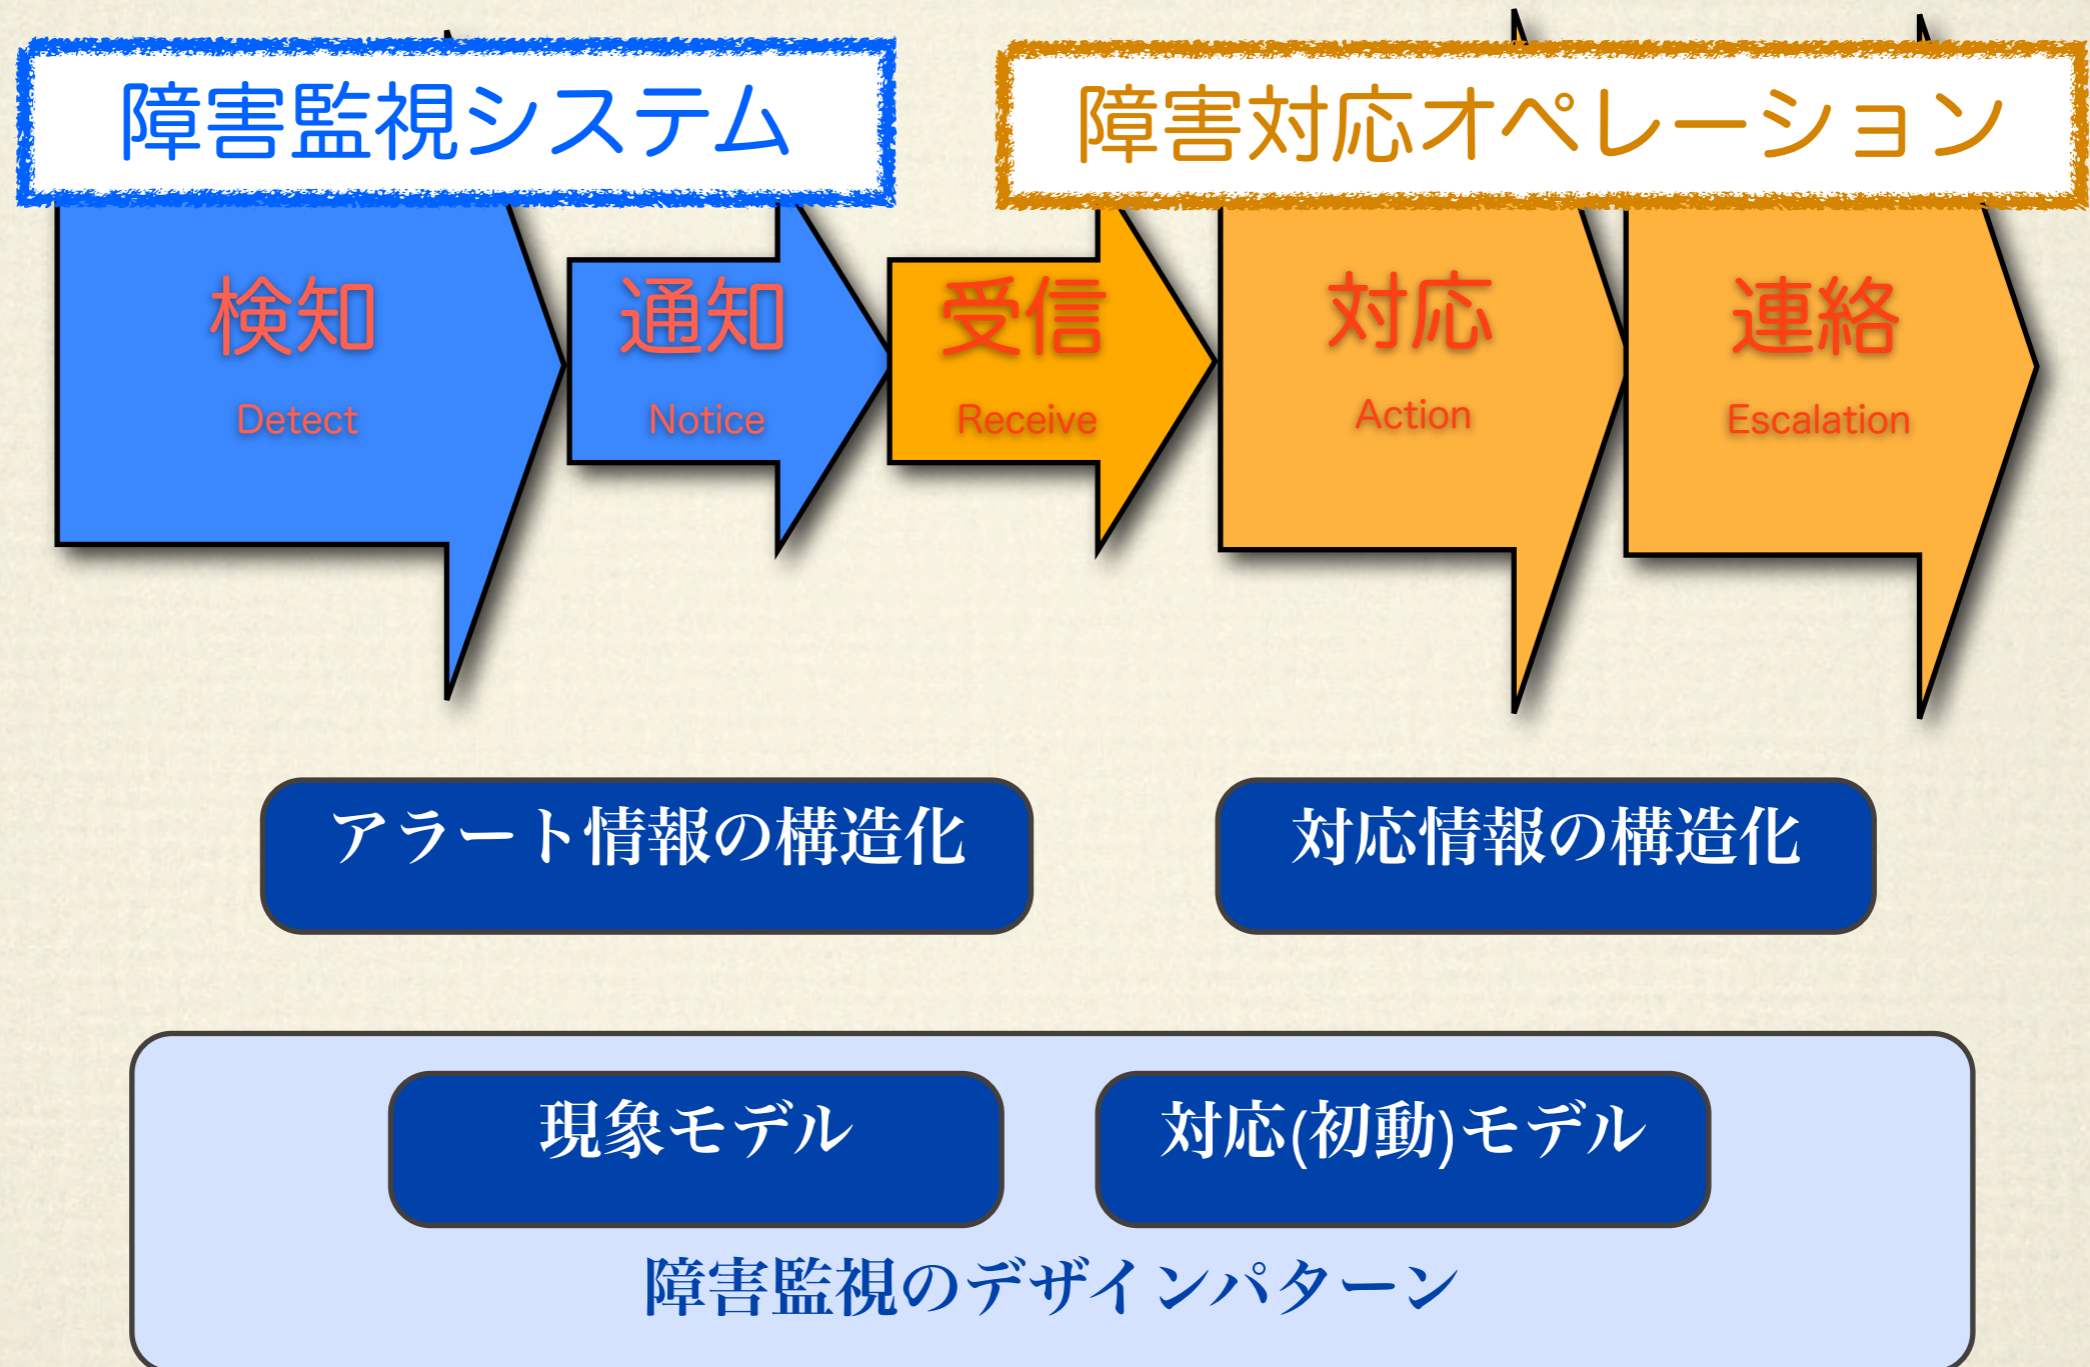 障害監視システム
障害対応オペレーション
検知
Detect
通知
Notice
受信
Receive
対応
Action
連絡
Escalation
アラート情報の構造化
対応情報の構造化
現象モデル
対応(初動)モデル
障害監視のデザインパターン